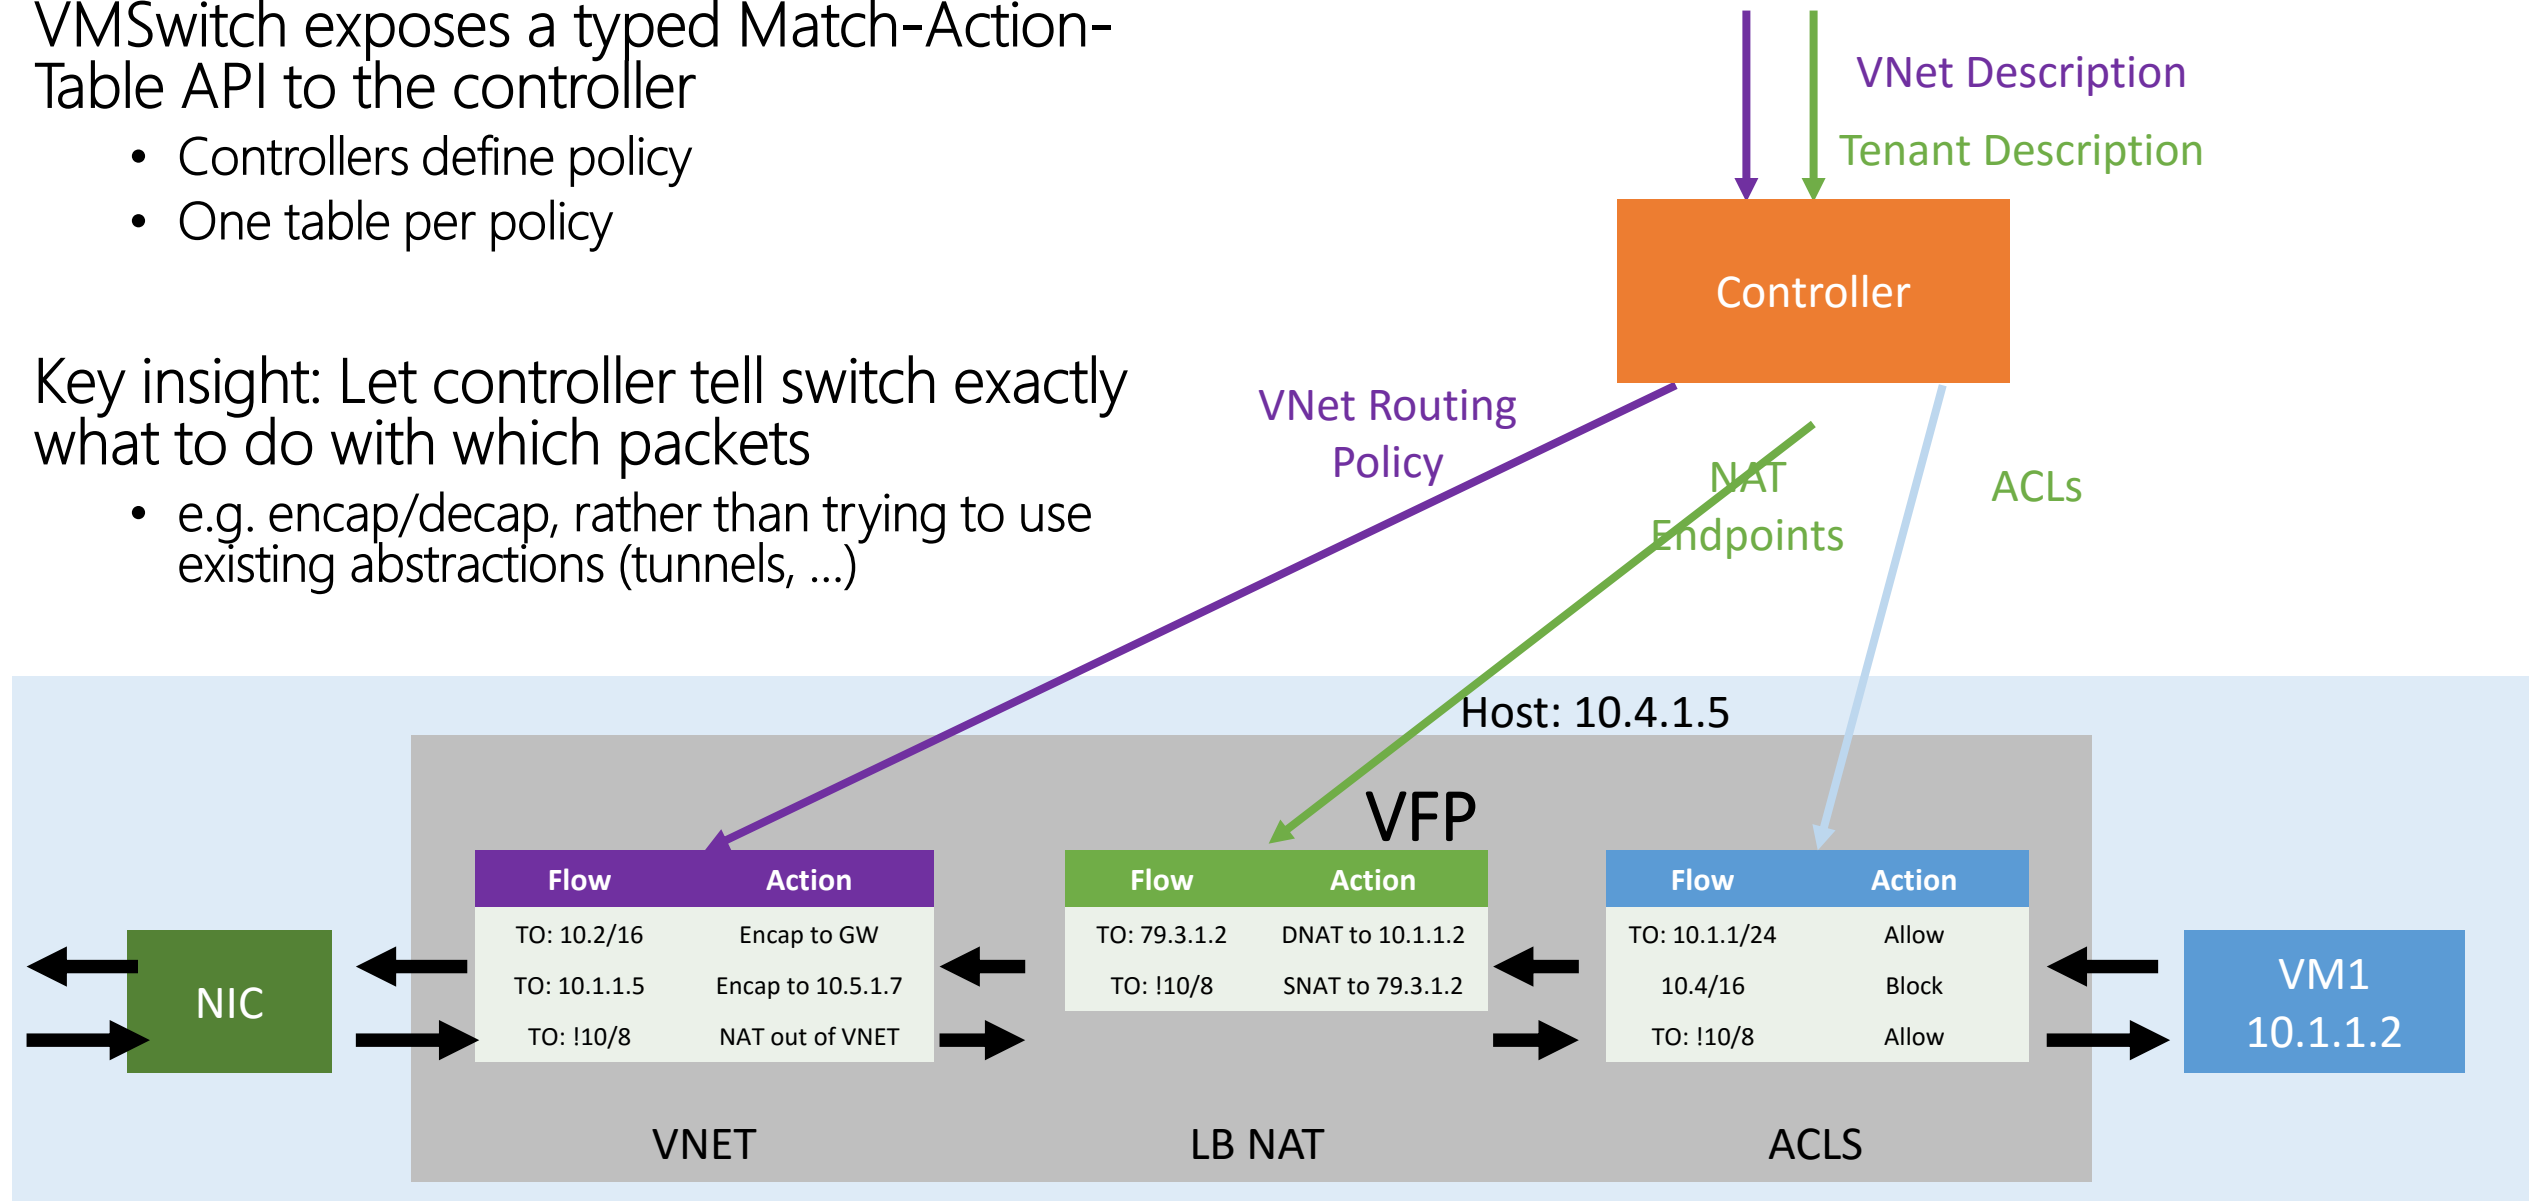 VMSwitch exposes a typed Match-Action-
Table API to the controller
• Controllers define policy
• One table per policy
Key insight: Let controller tell switch exactly
what to do with which packets
• e.g. encap/decap, rather than trying to use
existing abstractions (tunnels, ...)
VNet Description
Tenant Description
Controller
VNet Routing
Policy
NAT
Endpoints
ACLs
Host: 10.4.1.5
VFP
Flow Action
TO: 10.2/16 Encap to GW
TO: 10.1.1.5 Encap to 10.5.1.7
TO: !10/8 NAT out of VNET
VNET
Flow Action
TO: 79.3.1.2 DNAT to 10.1.1.2
TO: !10/8 SNAT to 79.3.1.2
LB NAT
Flow Action
TO: 10.1.1/24 Allow
10.4/16 Block
TO: !10/8 Allow
ACLS
NIC
VM1
10.1.1.2